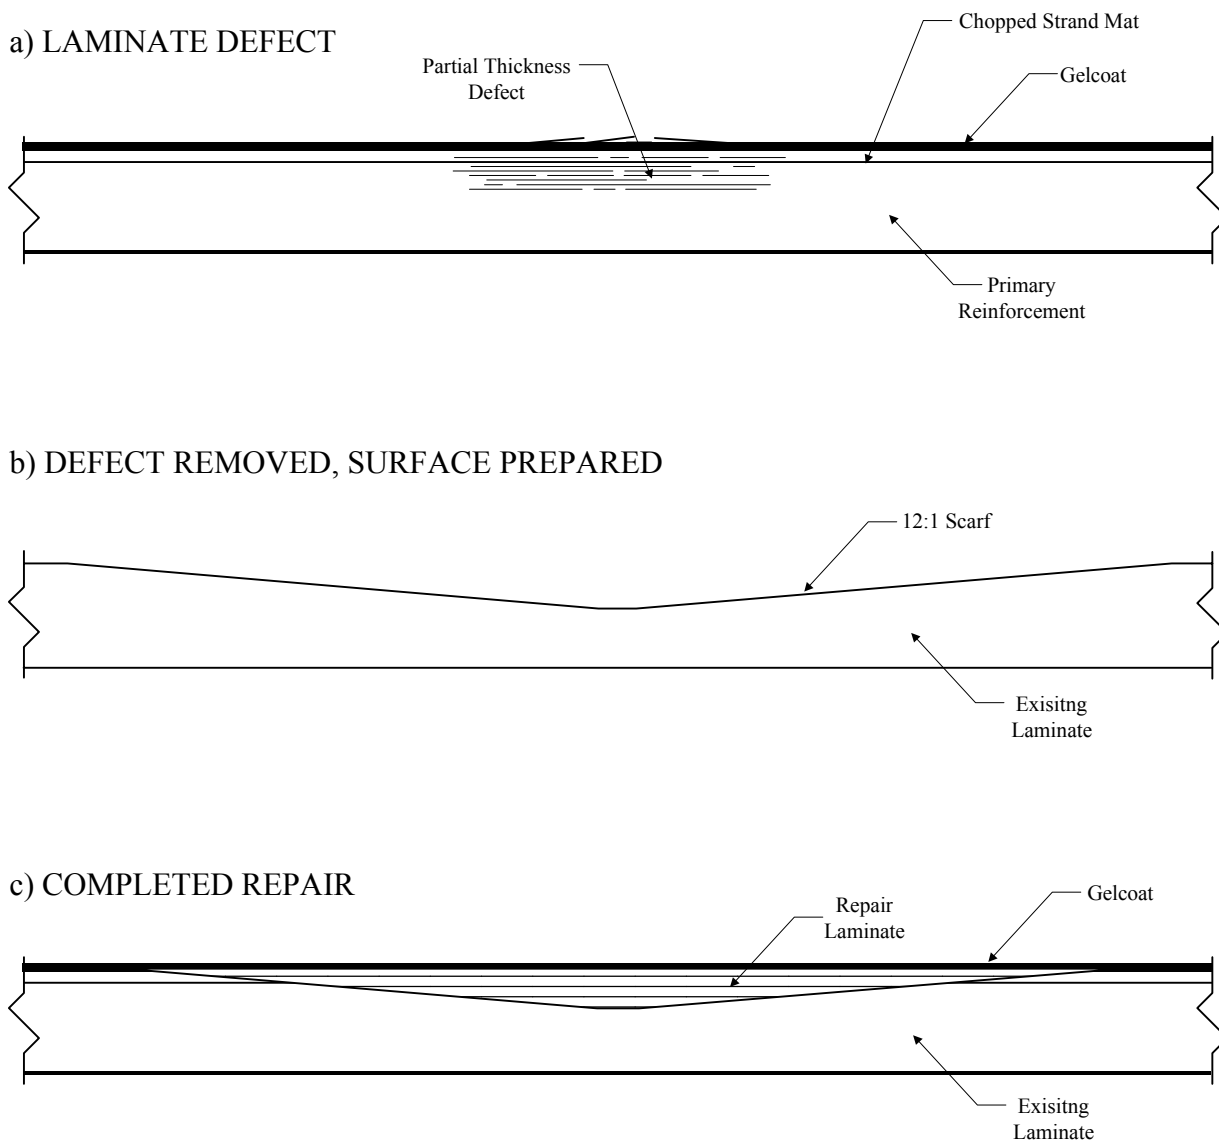 a) LAMINATE DEFECT
Chopped Strand Mat
Partial Thickness
Defect
Gelcoat
Primary
Reinforcement
b) DEFECT REMOVED, SURFACE PREPARED
12:1 Scarf
Exisitng
Laminate
c) COMPLETED REPAIR
Repair
Laminate
Gelcoat
Exisitng
Laminate